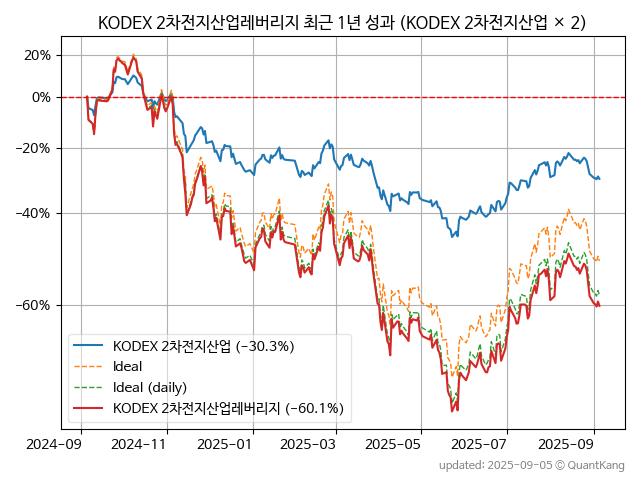 KODEX 2차전지산업레버리지 최근 1년 성과 (KODEX 2차전지산업 × 2)
20%
0%
−20%
−40%
−60%
KODEX 2차전지산업 (−30.3%)
Ideal
Ideal (daily)
KODEX 2차전지산업레버리지 (−60.1%)
2024−09
2024−11
2025−01
2025−03
2025−05
2025−07
2025−09
updated: 2025−09−05 © QuantKang